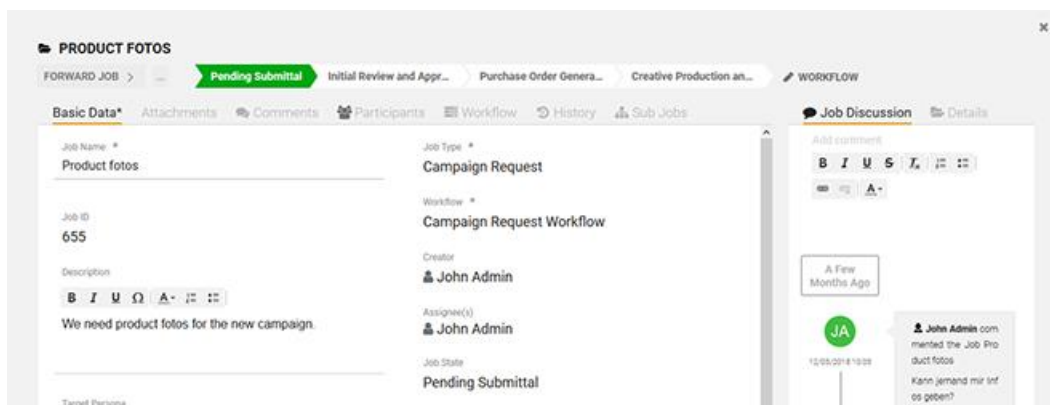 PRODUCT FOTOS
FORWARD JOB > ... Pending Submittal Initial Review and Appr... Purchase Order Genera... Creative Production an... WORKFLOW
Basic Data* Attachments Comments Participants Workflow History Sub Jobs
Job Name *
Product fotos
Job ID
655
Description
B I U Ω A
We need product fotos for the new campaign.
Target Persona
Job Type *
Campaign Request
Workflow *
Campaign Request Workflow
Creator
John Admin
Assignee(s)
John Admin
Job State
Pending Submittal
Job Discussion Details
Add comment
B I U S Tx
A
A Few
Months Ago
JA
12/05/2018 10:09
John Admin com
mented the Job Pro
duct fotos
Kann jemand mir Inf
os geben?